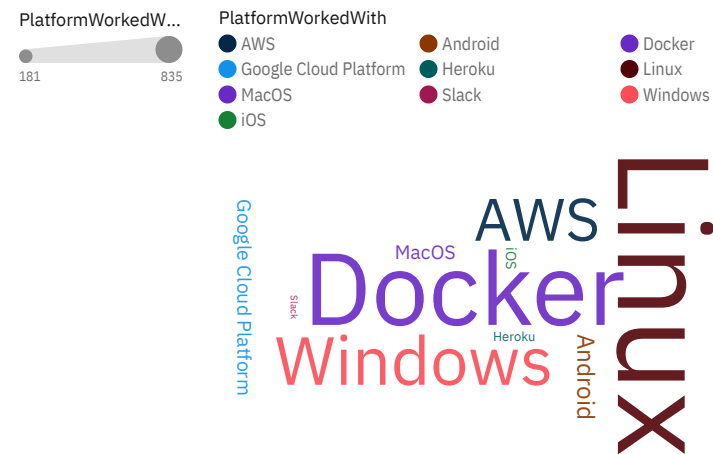 PlatformWorkedW...
181 835
PlatformWorkedWith
AWS Android Docker
Google Cloud Platform Heroku Linux
MacOS Slack Windows
iOS
Google Cloud Platform
Slack
MacOS
AWS
iOS
Docker
Heroku
Windows
Android
Linux